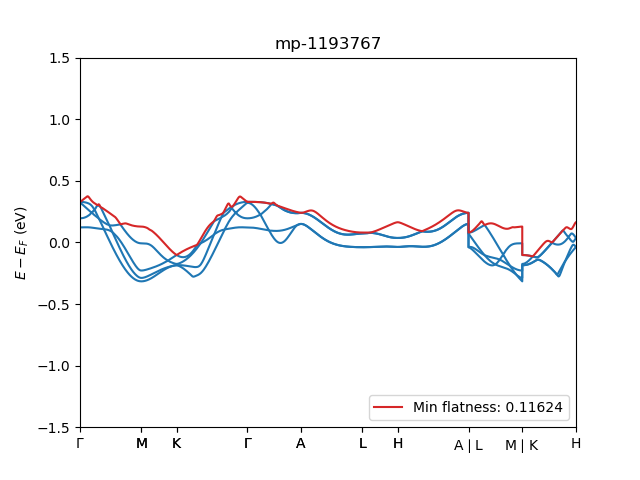 mp-1193767
E − E_F (eV)
1.5
1.0
0.5
0.0
−0.5
−1.0
−1.5
Min flatness: 0.11624
Γ M K Γ A L H A | L M | K H